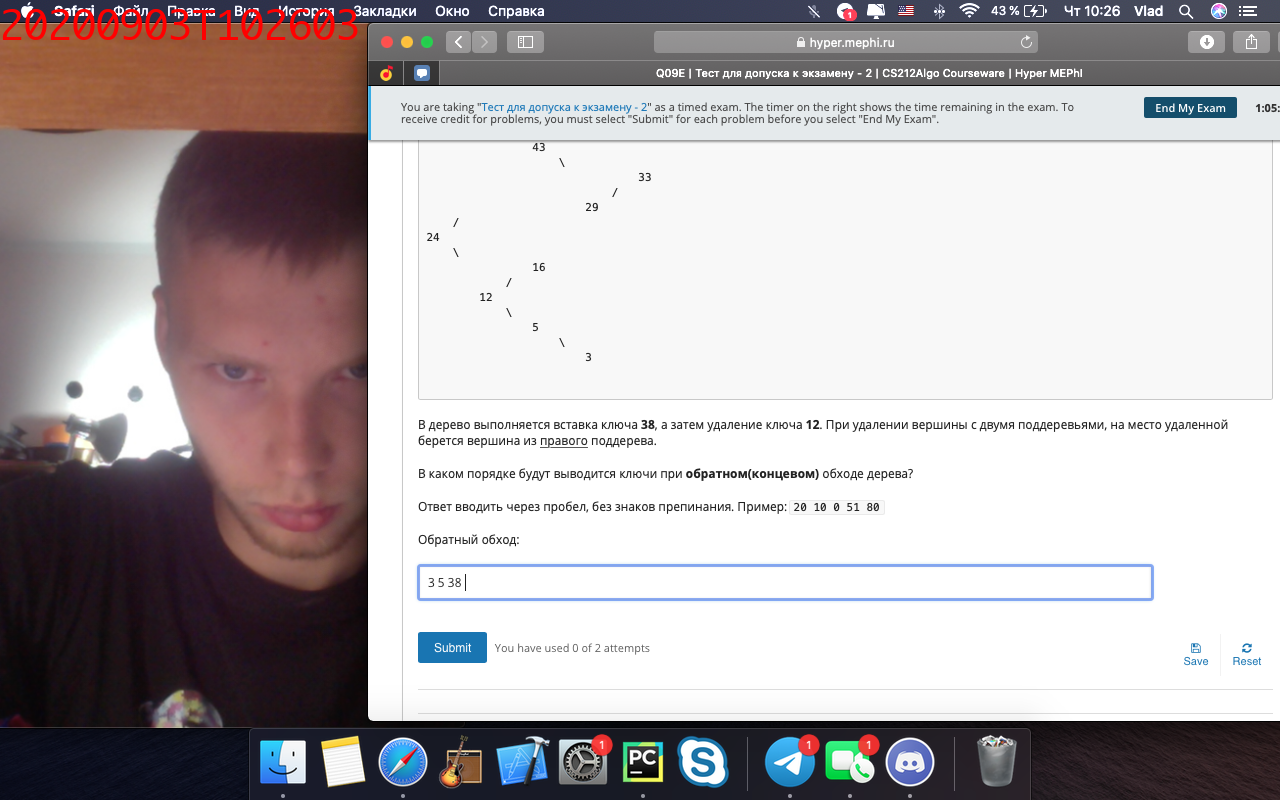 20200903T102603
Safari Файл Правка Вид История Закладки Окно Справка
1
43 %
Чт 10:26 Vlad
hyper.mephi.ru
Q09E | Тест для допуска к экзамену - 2 | CS212Algo Courseware | Hyper MEPhI
You are taking "Тест для допуска к экзамену - 2" as a timed exam. The timer on the right shows the time remaining in the exam. To
receive credit for problems, you must select "Submit" for each problem before you select "End My Exam".
End My Exam
1:05:
43
\
33
/
29
/
24
\
16
/
12
\
5
\
3
В дерево выполняется вставка ключа 38, а затем удаление ключа 12. При удалении вершины с двумя поддеревьями, на место удаленной
берется вершина из правого поддерева.
В каком порядке будут выводится ключи при обратном(концевом) обходе дерева?
Ответ вводить через пробел, без знаков препинания. Пример: 20 10 0 51 80
Обратный обход:
3 5 38
Submit
You have used 0 of 2 attempts
Save
Reset
1
PC
S
1
1